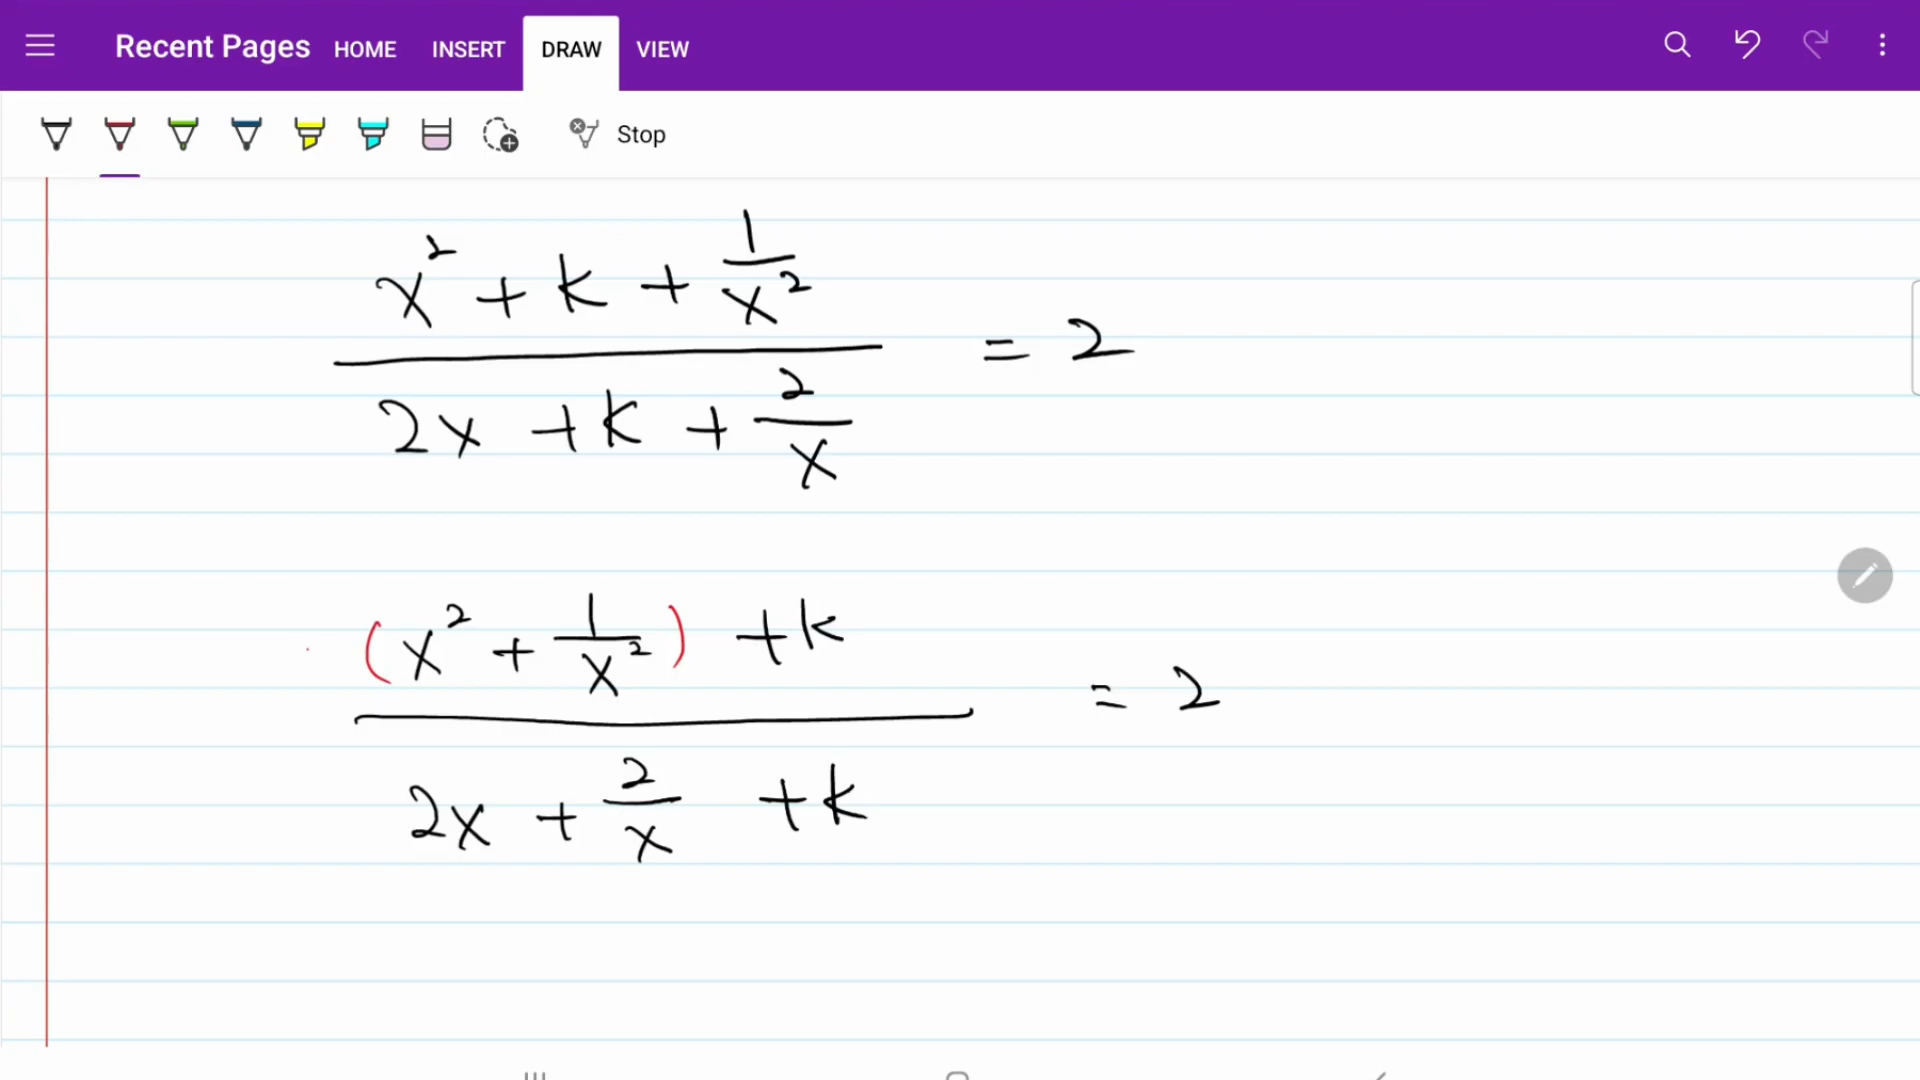 Recent Pages HOME INSERT DRAW VIEW
Stop
x² + k + 1/x²
2x + k + 2/x
= 2
(x² + 1/x²) + k
2x + 2/x + k
= 2